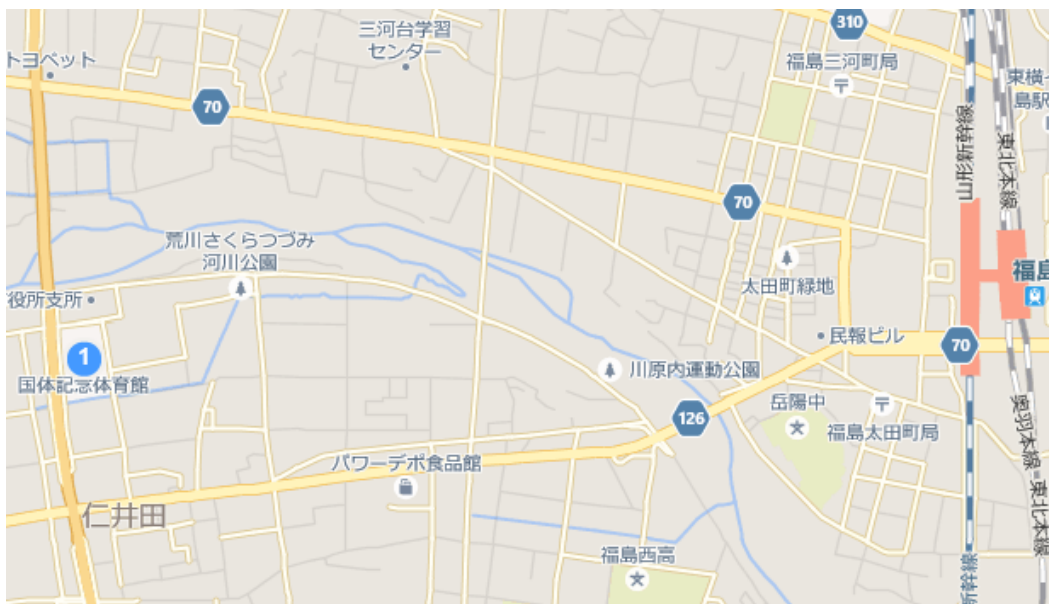 三河台学習
センター
310
トヨペット
福島三河町局
東横イ
島駅
70
山形新幹線
東北本線
70
荒川さくらつづみ
河川公園
太田町緑地
福島
役所支所
民報ビル
70
1
国体記念体育館
川原内運動公園
岳陽中
126
福島太田町局
奥羽本線・東北本線
パワーデポ食品館
仁井田
福島西高
新幹線